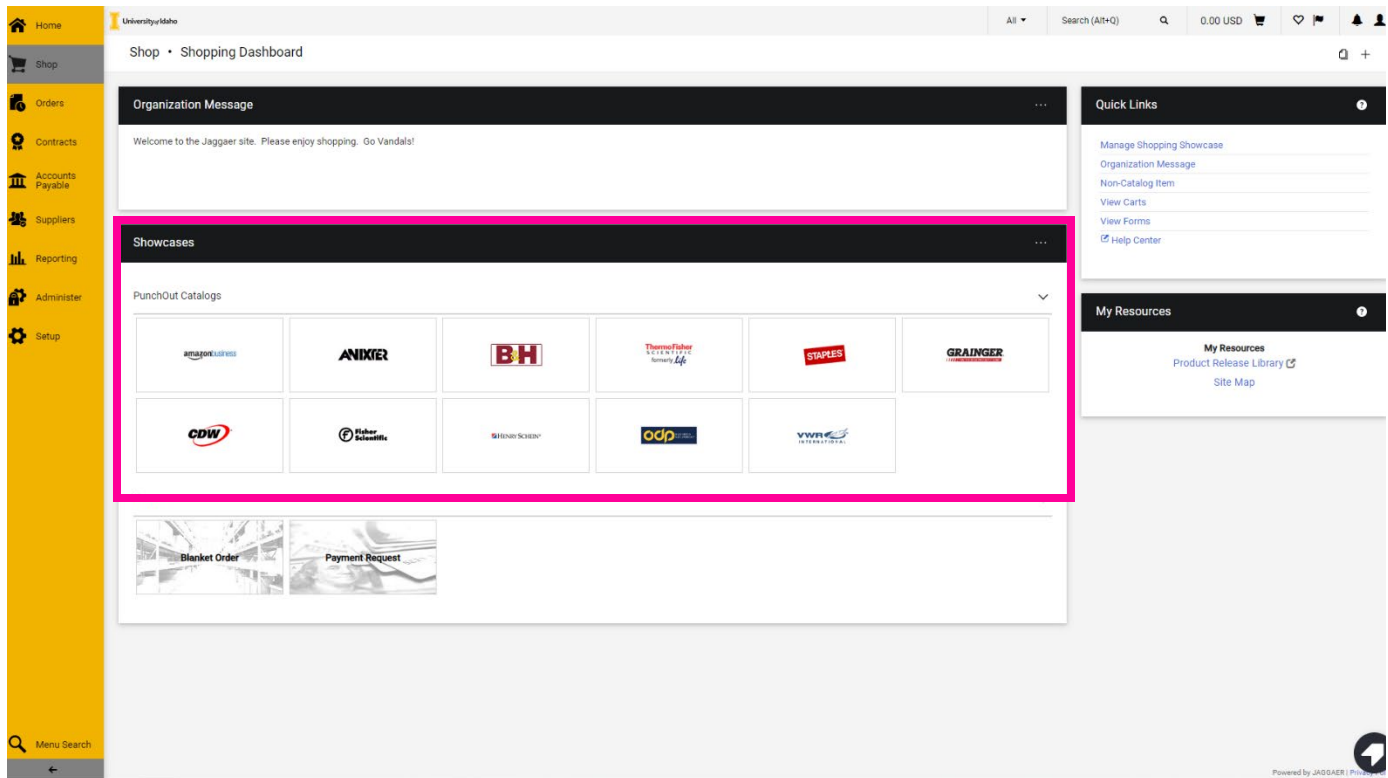 University of Idaho
All
Search (Alt+Q)
0.00 USD
Home
Shop
Orders
Contracts
Accounts
Payable
Suppliers
Reporting
Administer
Setup
Menu Search
Shop • Shopping Dashboard
Organization Message
...
Welcome to the Jaggaer site. Please enjoy shopping. Go Vandals!
Showcases
...
PunchOut Catalogs
amazonbusiness
ANIXTER
B&H
ThermoFisher
SCIENTIFIC
formerly Life
STAPLES
GRAINGER
CDW
Fisher
Scientific
HENRY SCHEIN®
odp
VWR
INTERNATIONAL
Blanket Order
Payment Request
Quick Links
?
Manage Shopping Showcase
Organization Message
Non-Catalog Item
View Carts
View Forms
Help Center
My Resources
?
My Resources
Product Release Library
Site Map
Powered by JAGGAER | Privacy